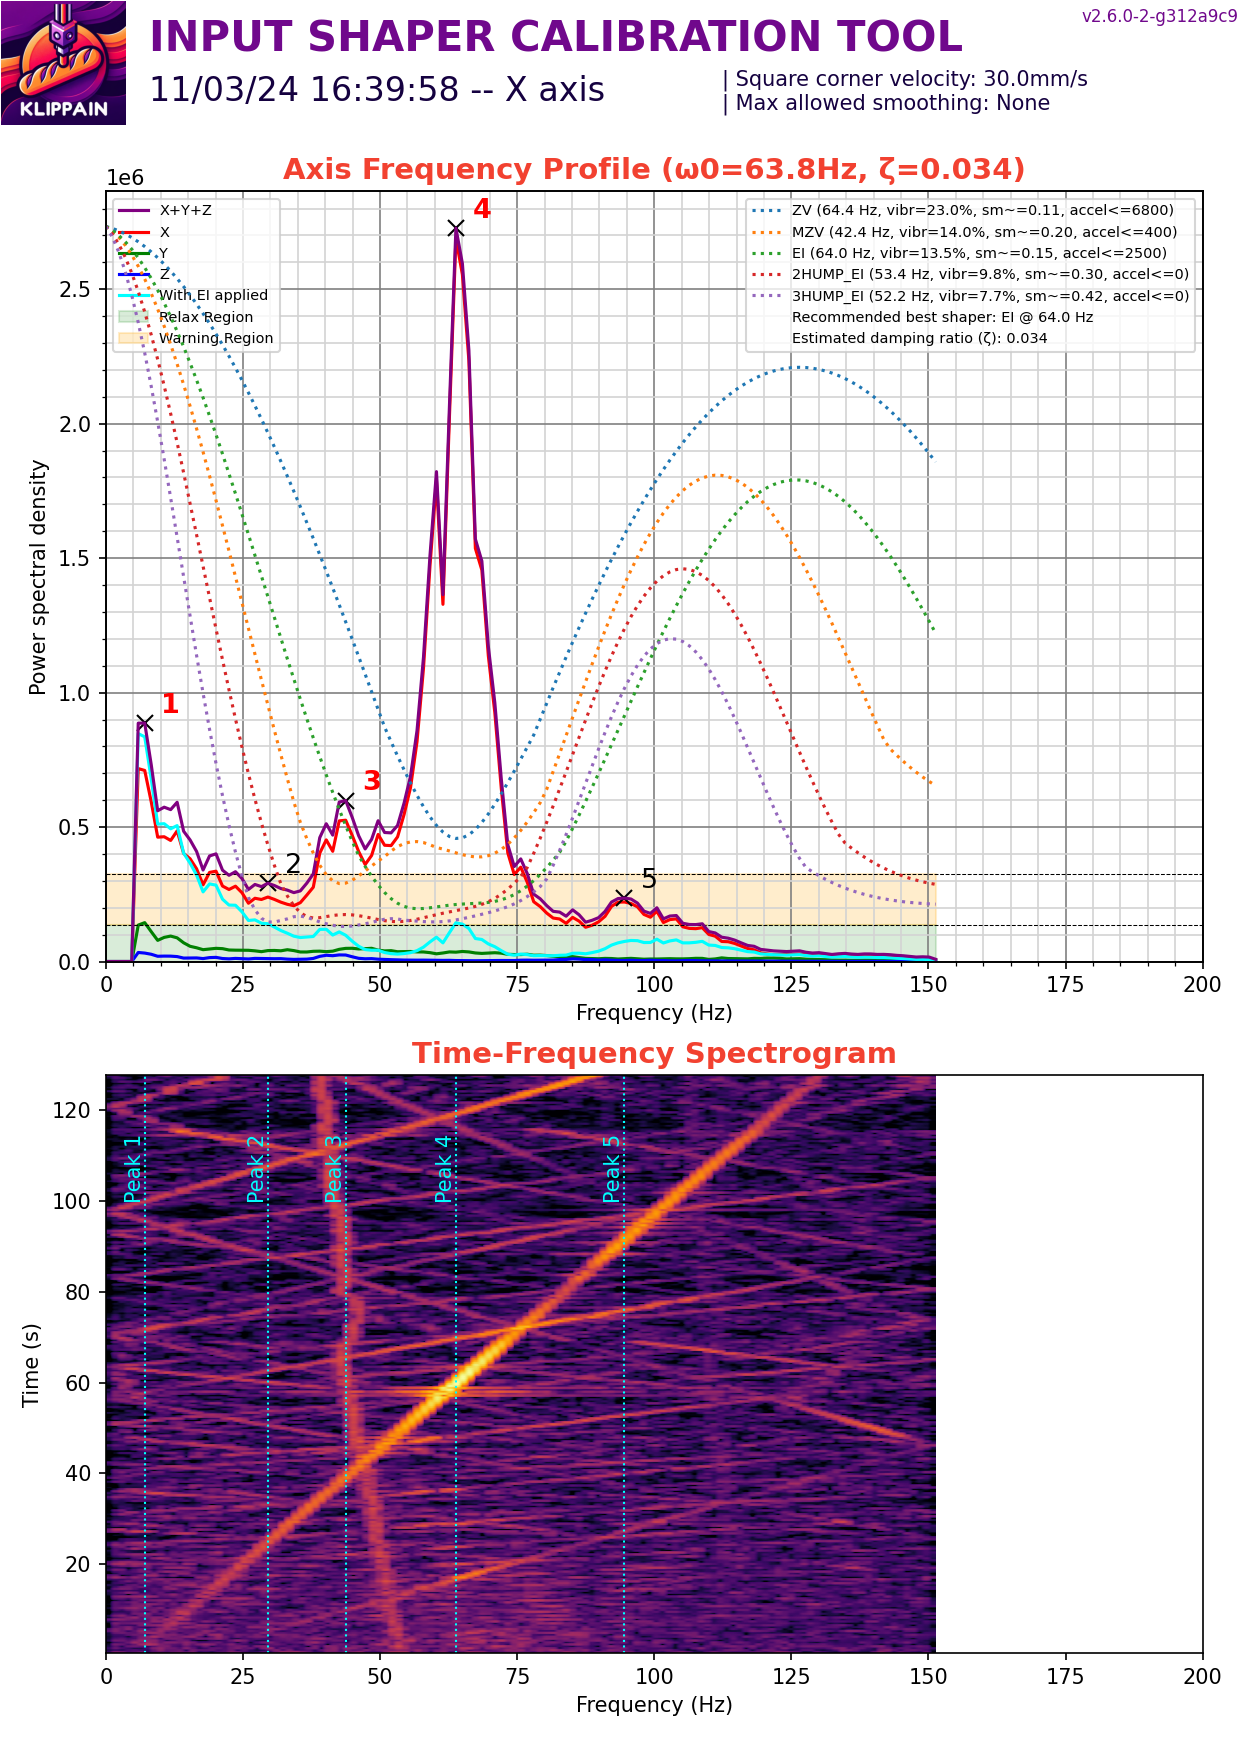 v2.6.0-2-g312a9c9
INPUT SHAPER CALIBRATION TOOL
11/03/24 16:39:58 -- X axis
| Square corner velocity: 30.0mm/s
| Max allowed smoothing: None
KLIPPAIN
Axis Frequency Profile (ω0=63.8Hz, ζ=0.034)
1e6
X+Y+Z
X
Y
Z
With EI applied
Relax Region
Warning Region
ZV (64.4 Hz, vibr=23.0%, sm~=0.11, accel<=6800)
MZV (42.4 Hz, vibr=14.0%, sm~=0.20, accel<=400)
EI (64.0 Hz, vibr=13.5%, sm~=0.15, accel<=2500)
2HUMP_EI (53.4 Hz, vibr=9.8%, sm~=0.30, accel<=0)
3HUMP_EI (52.2 Hz, vibr=7.7%, sm~=0.42, accel<=0)
Recommended best shaper: EI @ 64.0 Hz
Estimated damping ratio (ζ): 0.034
4
1
3
2
5
Power spectral density
2.5
2.0
1.5
1.0
0.5
0.0
0 25 50 75 100 125 150 175 200
Frequency (Hz)
Time-Frequency Spectrogram
Time (s)
120
100
80
60
40
20
Peak 1
Peak 2
Peak 3
Peak 4
Peak 5
0 25 50 75 100 125 150 175 200
Frequency (Hz)